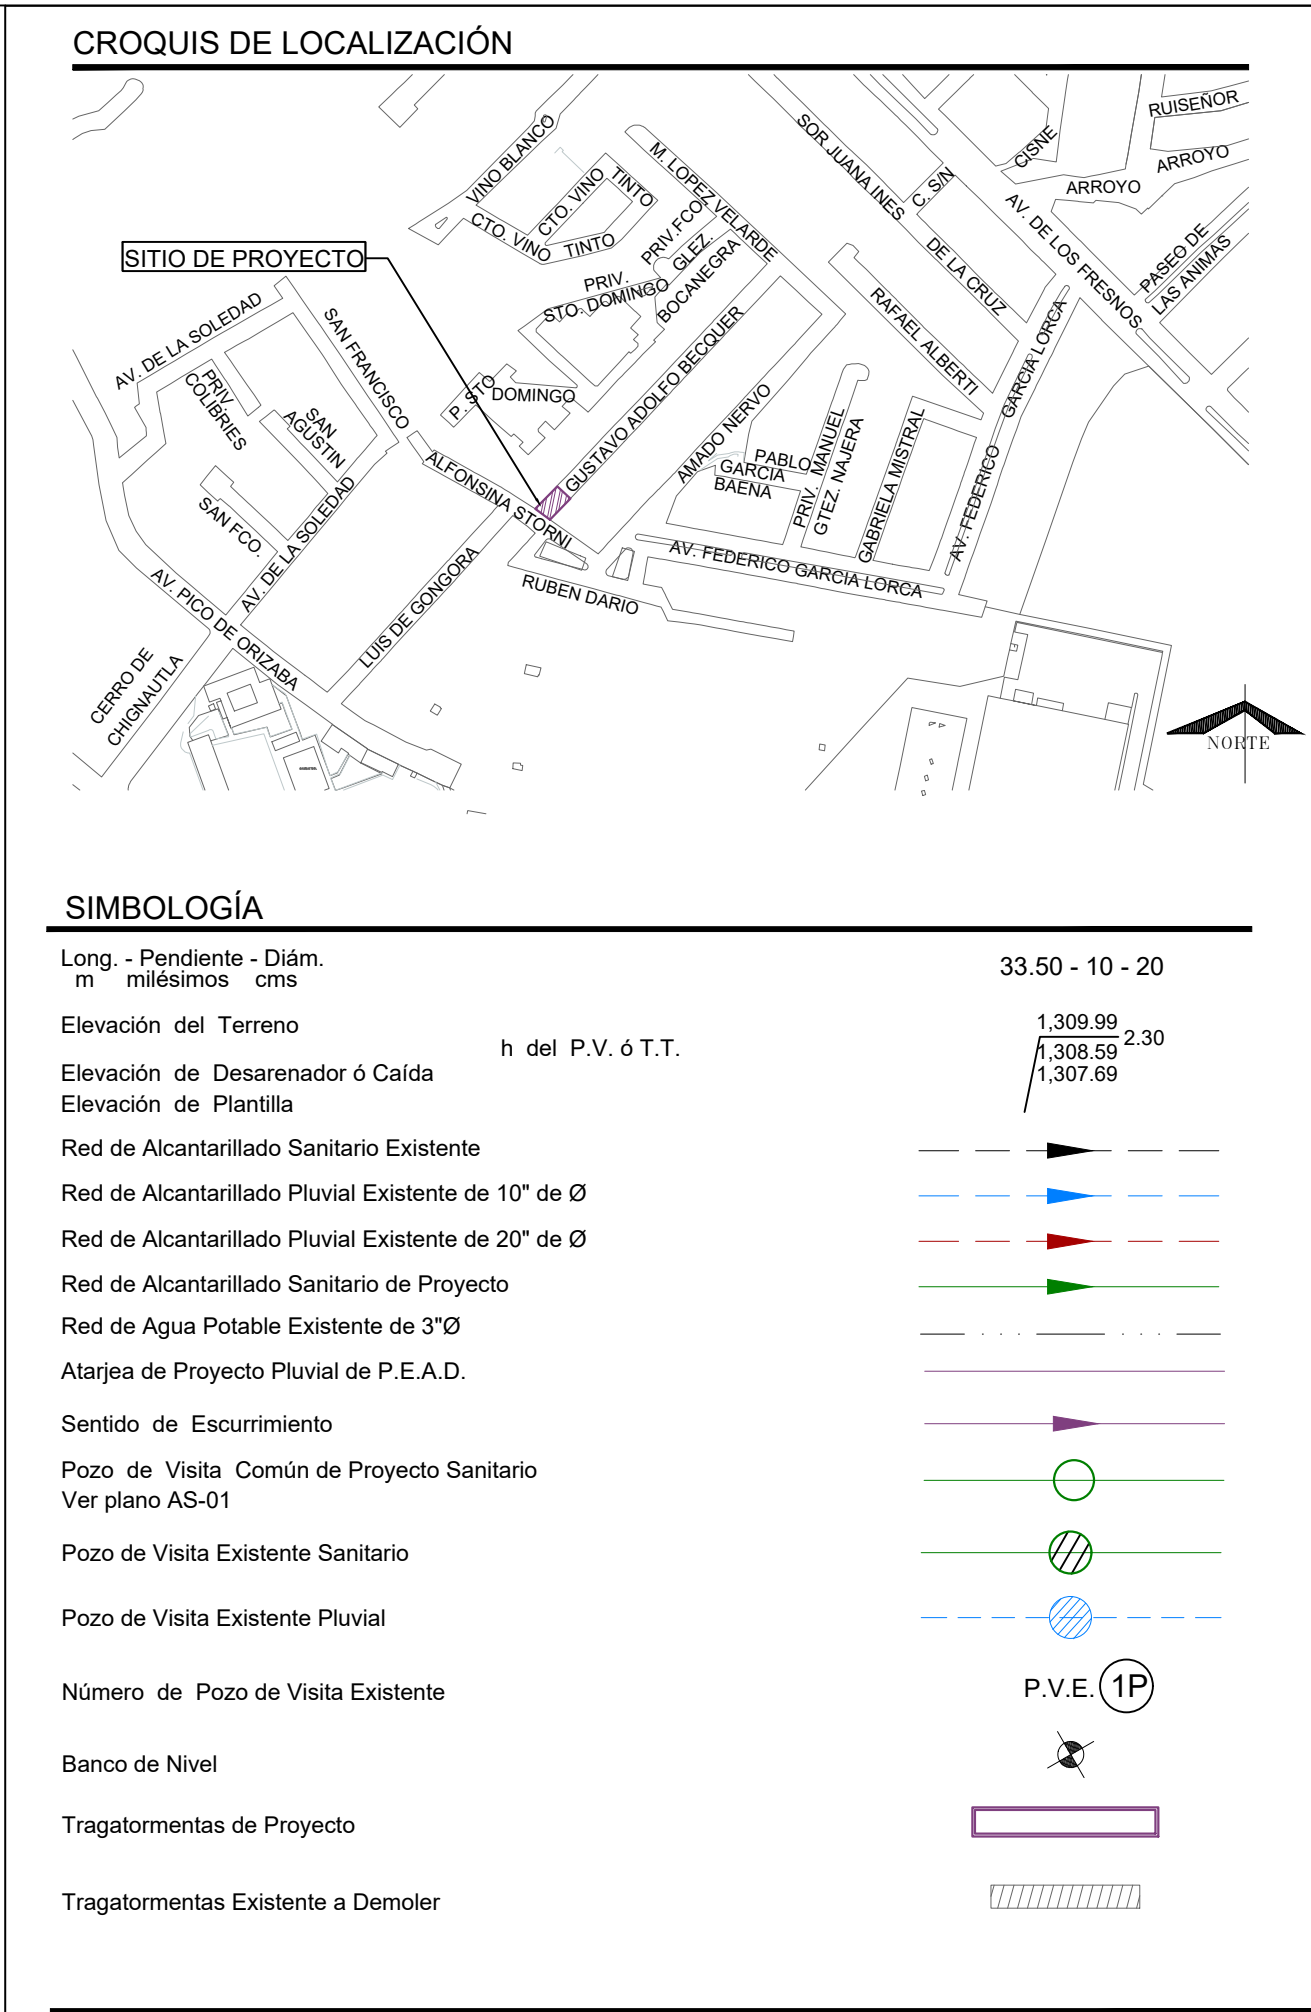 CROQUIS DE LOCALIZACIÓN
RUISEÑOR
CISNE
ARROYO
ARROYO
SOR JUANA INES
DE LA CRUZ
C. S/N
AV. DE LOS FRESNOS
PASEO DE
LAS ANIMAS
VINO BLANCO
CTO. VINO
TINTO
CTO. VINO
TINTO
M. LOPEZ VELARDE
PRIV.FCO
GLEZ.
BOCANEGRA
PRIV.
STO. DOMINGO
SITIO DE PROYECTO
RAFAEL ALBERTI
AV. FEDERICO GARCIA LORCA
AV. DE LA SOLEDAD
SAN FRANCISCO
PRIV.
COLIBRIES
SAN
AGUSTIN
P. STO
DOMINGO
GUSTAVO ADOLFO BECQUER
AMADO NERVO
PABLO
GARCIA
BAENA
PRIV. MANUEL
GTEZ. NAJERA
GABRIELA MISTRAL
ALFONSINA STORNI
SAN FCO.
AV. DE LA SOLEDAD
AV. FEDERICO GARCIA LORCA
RUBEN DARIO
LUIS DE GONGORA
AV. PICO DE ORIZABA
CERRO DE
CHIGNAUTLA
NORTE
SIMBOLOGÍA
Long. - Pendiente - Diám.
m milésimos cms
33.50 - 10 - 20
Elevación del Terreno
1,309.99
h del P.V. ó T.T.
2.30
Elevación de Desarenador ó Caída
1,308.59
Elevación de Plantilla
1,307.69
Red de Alcantarillado Sanitario Existente
Red de Alcantarillado Pluvial Existente de 10" de Ø
Red de Alcantarillado Pluvial Existente de 20" de Ø
Red de Alcantarillado Sanitario de Proyecto
Red de Agua Potable Existente de 3"Ø
Atarjea de Proyecto Pluvial de P.E.A.D.
Sentido de Escurrimiento
Pozo de Visita Común de Proyecto Sanitario
Ver plano AS-01
Pozo de Visita Existente Sanitario
Pozo de Visita Existente Pluvial
Número de Pozo de Visita Existente
P.V.E. 1P
Banco de Nivel
Tragatormentas de Proyecto
Tragatormentas Existente a Demoler